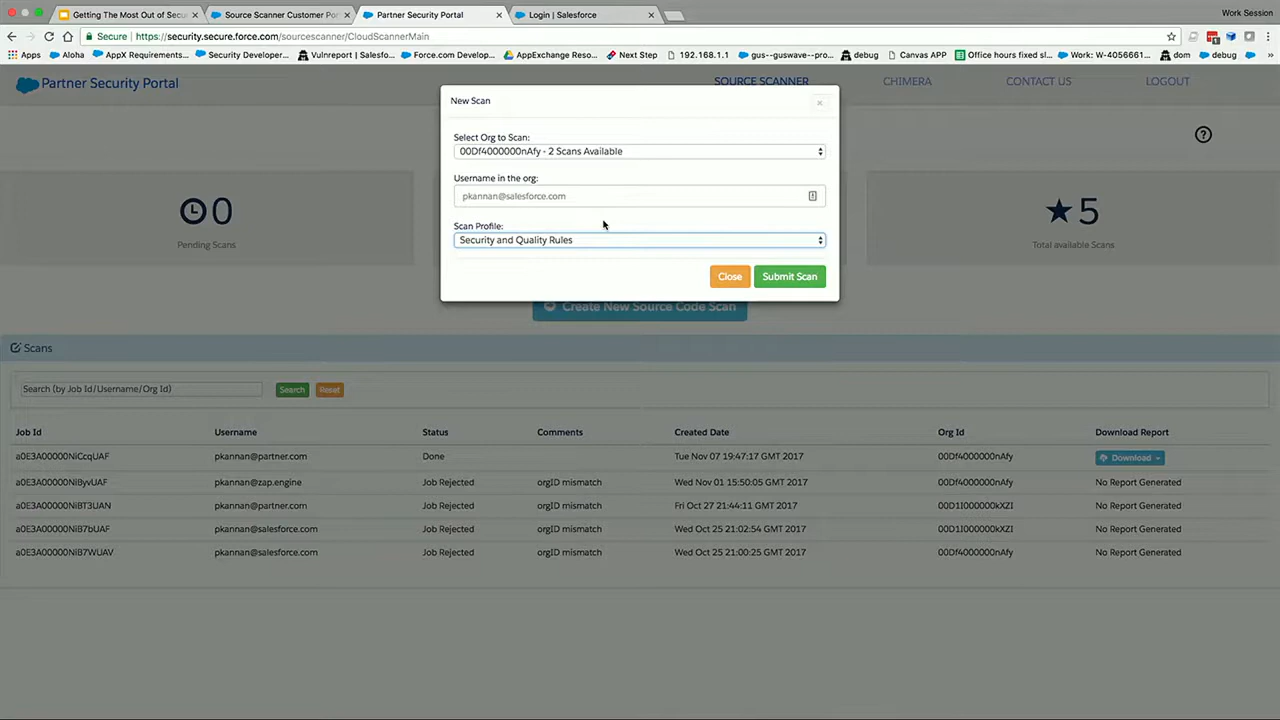 Getting The Most Out of Secu
Source Scanner Customer Por
Partner Security Portal
Login | Salesforce
Work Session
Secure
https://security.secure.force.com/sourcescanner/CloudScannerMain
Apps
Aloha
AppX Requirements...
Security Developer...
Vulnreport | Salesfo...
Force.com Develop...
AppExchange Reso...
Next Step
192.168.1.1
gus--guswave--pro...
debug
Canvas APP
Office hours fixed sl...
Work: W-4056661...
dom
debug
Partner Security Portal
SOURCE SCANNER
CHIMERA
CONTACT US
LOGOUT
New Scan
×
Select Org to Scan:
00Df4000000nAfy - 2 Scans Available
Username in the org:
pkannan@salesforce.com
Scan Profile:
Security and Quality Rules
Close
Submit Scan
0
Pending Scans
5
Total available Scans
Create New Source Code Scan
Scans
Search (by Job Id/Username/Org Id)
Search
Reset
Job Id Username Status Comments Created Date Org Id Download Report
a0E3A00000NiCcqUAF pkannan@partner.com Done Tue Nov 07 19:47:17 GMT 2017 00Df4000000nAfy Download
a0E3A00000NiByvUAF pkannan@zap.engine Job Rejected orgID mismatch Wed Nov 01 15:50:05 GMT 2017 00Df4000000nAfy No Report Generated
a0E3A00000NiBT3UAN pkannan@partner.com Job Rejected orgID mismatch Fri Oct 27 21:44:11 GMT 2017 00D1I000000kXZI No Report Generated
a0E3A00000NiB7bUAF pkannan@salesforce.com Job Rejected orgID mismatch Wed Oct 25 21:02:54 GMT 2017 00D1I000000kXZI No Report Generated
a0E3A00000NiB7WUAV pkannan@salesforce.com Job Rejected orgID mismatch Wed Oct 25 21:00:25 GMT 2017 00Df4000000nAfy No Report Generated